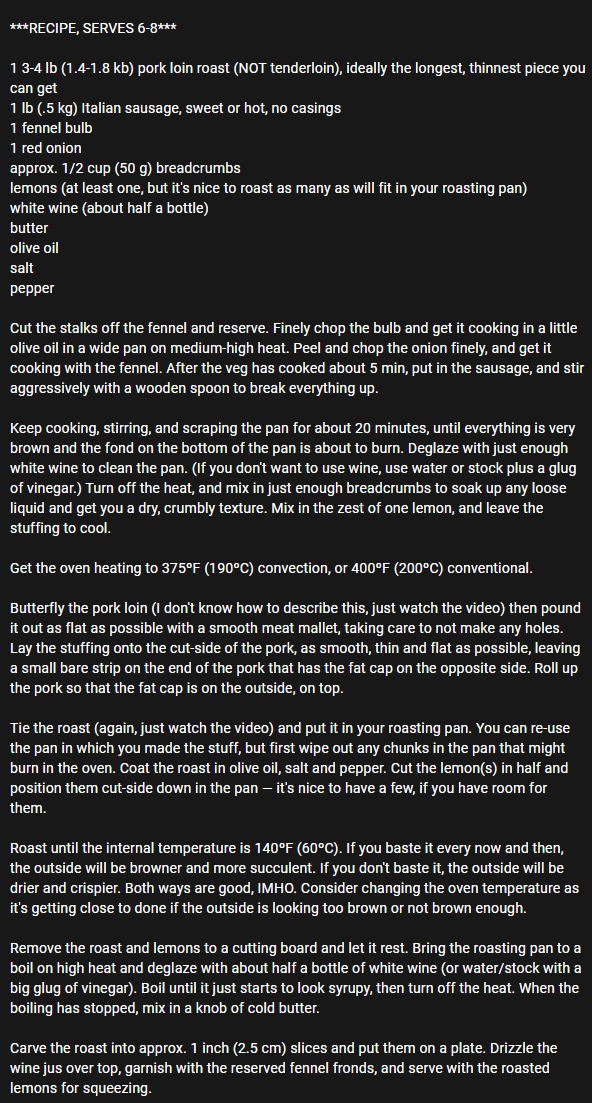 ***RECIPE, SERVES 6-8***
1 3-4 lb (1.4-1.8 kb) pork loin roast (NOT tenderloin), ideally the longest, thinnest piece you
can get
1 lb (.5 kg) Italian sausage, sweet or hot, no casings
1 fennel bulb
1 red onion
approx. 1/2 cup (50 g) breadcrumbs
lemons (at least one, but it's nice to roast as many as will fit in your roasting pan)
white wine (about half a bottle)
butter
olive oil
salt
pepper
Cut the stalks off the fennel and reserve. Finely chop the bulb and get it cooking in a little
olive oil in a wide pan on medium-high heat. Peel and chop the onion finely, and get it
cooking with the fennel. After the veg has cooked about 5 min, put in the sausage, and stir
aggressively with a wooden spoon to break everything up.
Keep cooking, stirring, and scraping the pan for about 20 minutes, until everything is very
brown and the fond on the bottom of the pan is about to burn. Deglaze with just enough
white wine to clean the pan. (If you don't want to use wine, use water or stock plus a glug
of vinegar.) Turn off the heat, and mix in just enough breadcrumbs to soak up any loose
liquid and get you a dry, crumbly texture. Mix in the zest of one lemon, and leave the
stuffing to cool.
Get the oven heating to 375ºF (190ºC) convection, or 400ºF (200ºC) conventional.
Butterfly the pork loin (I don't know how to describe this, just watch the video) then pound
it out as flat as possible with a smooth meat mallet, taking care to not make any holes.
Lay the stuffing onto the cut-side of the pork, as smooth, thin and flat as possible, leaving
a small bare strip on the end of the pork that has the fat cap on the opposite side. Roll up
the pork so that the fat cap is on the outside, on top.
Tie the roast (again, just watch the video) and put it in your roasting pan. You can re-use
the pan in which you made the stuff, but first wipe out any chunks in the pan that might
burn in the oven. Coat the roast in olive oil, salt and pepper. Cut the lemon(s) in half and
position them cut-side down in the pan — it's nice to have a few, if you have room for
them.
Roast until the internal temperature is 140ºF (60ºC). If you baste it every now and then,
the outside will be browner and more succulent. If you don't baste it, the outside will be
drier and crispier. Both ways are good, IMHO. Consider changing the oven temperature as
it's getting close to done if the outside is looking too brown or not brown enough.
Remove the roast and lemons to a cutting board and let it rest. Bring the roasting pan to a
boil on high heat and deglaze with about half a bottle of white wine (or water/stock with a
big glug of vinegar). Boil until it just starts to look syrupy, then turn off the heat. When the
boiling has stopped, mix in a knob of cold butter.
Carve the roast into approx. 1 inch (2.5 cm) slices and put them on a plate. Drizzle the
wine jus over top, garnish with the reserved fennel fronds, and serve with the roasted
lemons for squeezing.